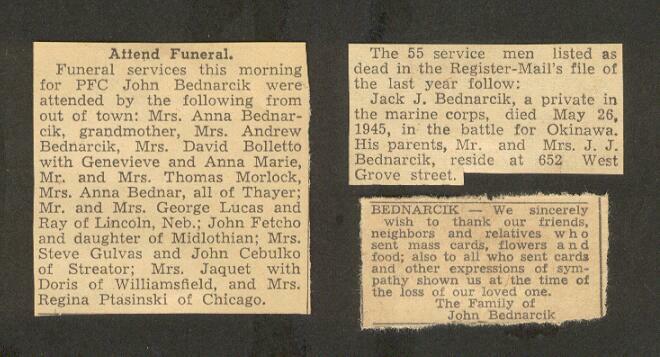 Attend Funeral.
Funeral services this morning
for PFC John Bednarcik were
attended by the following from
out of town: Mrs. Anna Bednar-
cik, grandmother, Mrs. Andrew
Bednarcik, Mrs. David Bolletto
with Genevieve and Anna Marie,
Mr. and Mrs. Thomas Morlock,
Mrs. Anna Bednar, all of Thayer;
Mr. and Mrs. George Lucas and
Ray of Lincoln, Neb.; John Fetcho
and daughter of Midlothian; Mrs.
Steve Gulvas and John Cebulko
of Streator; Mrs. Jaquet with
Doris of Williamsfield, and Mrs.
Regina Ptasinski of Chicago.
The 55 service men listed as
dead in the Register-Mail's file of
the last year follow:
Jack J. Bednarcik, a private in
the marine corps, died May 26,
1945, in the battle for Okinawa.
His parents, Mr. and Mrs. J. J.
Bednarcik, reside at 652 West
Grove street.
BEDNARCIK — We sincerely
wish to thank our friends,
neighbors and relatives who
sent mass cards, flowers and
food; also to all who sent cards
and other expressions of sym-
pathy shown us at the time of
the loss of our loved one.
The Family of
John Bednarcik